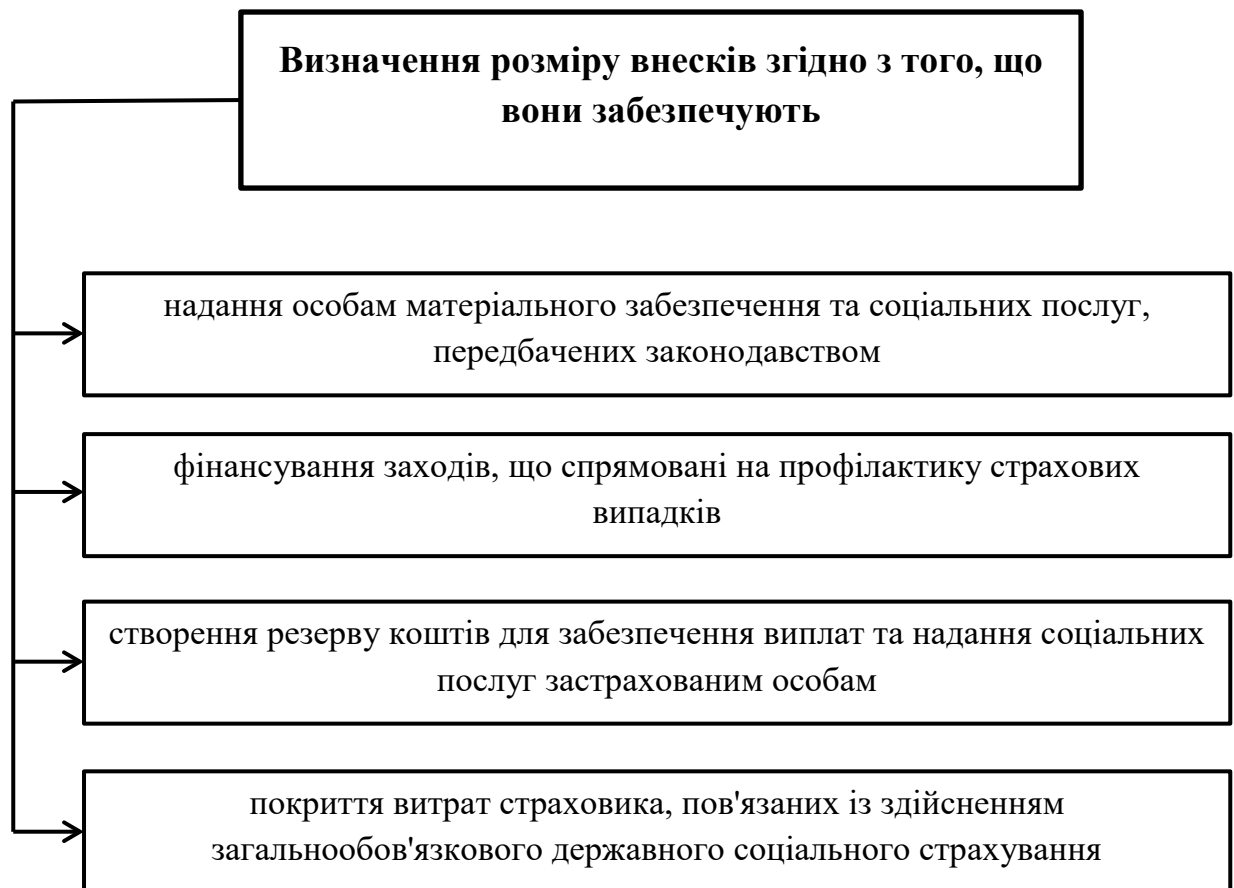 Визначення розміру внесків згідно з того, що
вони забезпечують
надання особам матеріального забезпечення та соціальних послуг,
передбачених законодавством
фінансування заходів, що спрямовані на профілактику страхових
випадків
створення резерву коштів для забезпечення виплат та надання соціальних
послуг застрахованим особам
покриття витрат страховика, пов'язаних із здійсненням
загальнообов'язкового державного соціального страхування